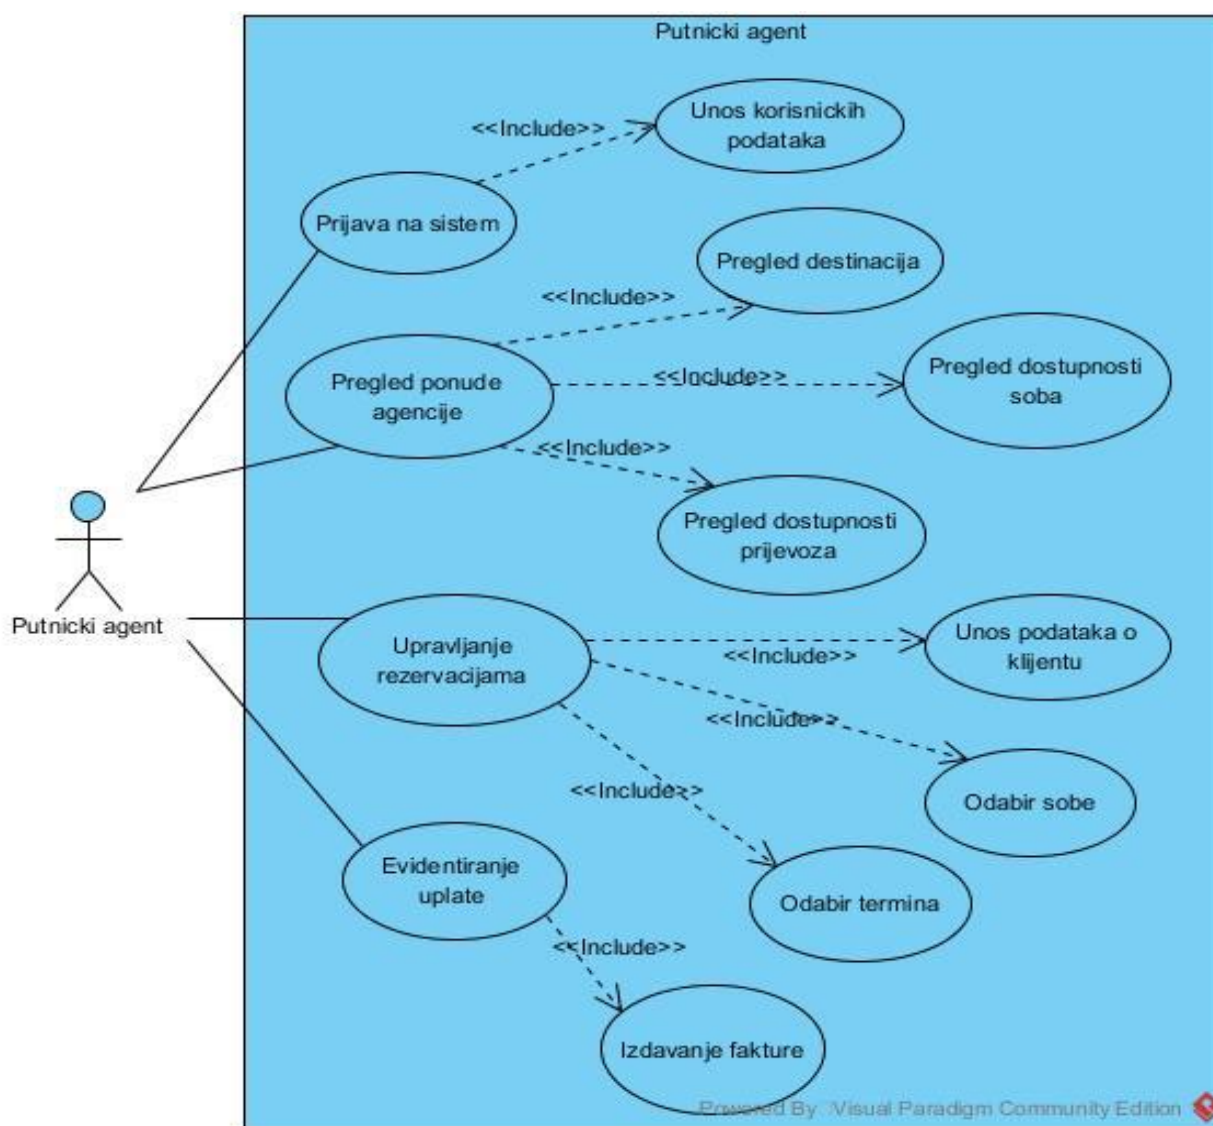 Putnicki agent
Unos korisnickih
podataka
<<Include>>
Prijava na sistem
Pregled destinacija
<<Include>>
Pregled ponude
agencije
<<Include>>
Pregled dostupnosti
soba
<<Include>>
Pregled dostupnosti
prijevoza
Putnicki agent
Upravljanje
rezervacijama
<<Include>>
Unos podataka o
klijentu
<<Include>>
Odabir sobe
<<Include>>
Odabir termina
Evidentiranje
uplate
<<Include>>
Izdavanje fakture
Powered By Visual Paradigm Community Edition